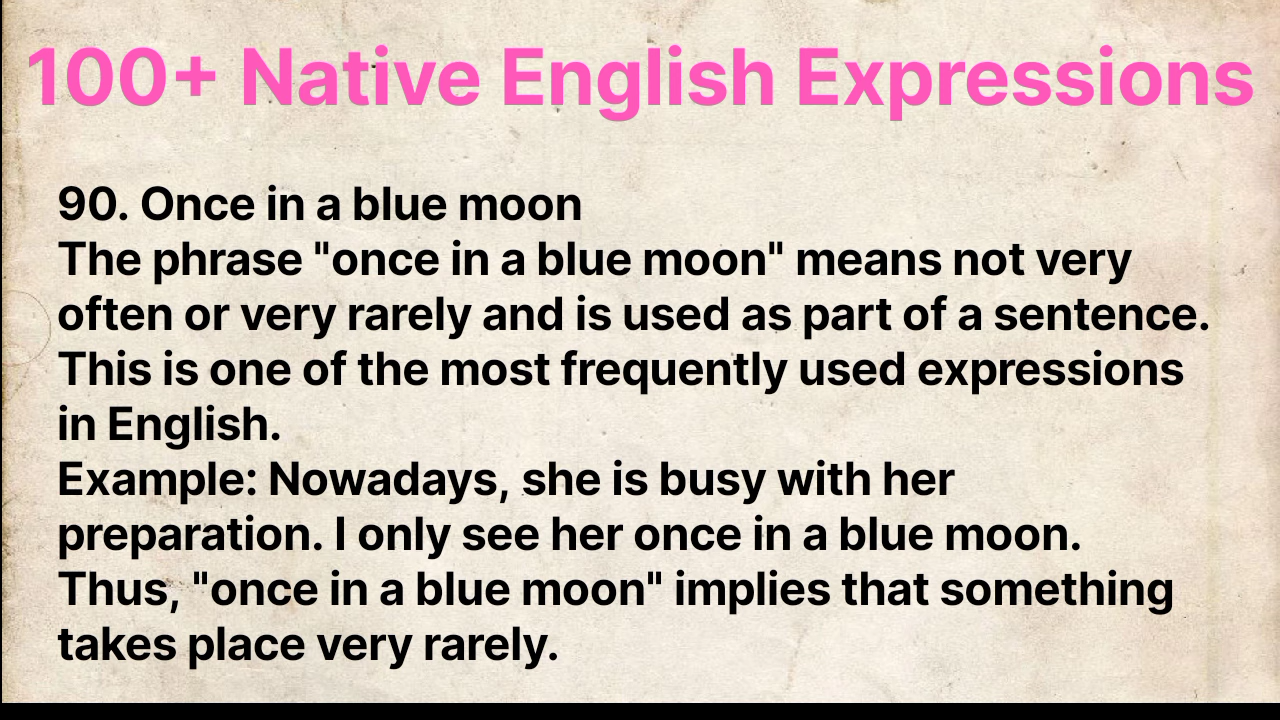 100+ Native English Expressions
90. Once in a blue moon
The phrase "once in a blue moon" means not very
often or very rarely and is used as part of a sentence.
This is one of the most frequently used expressions
in English.
Example: Nowadays, she is busy with her
preparation. I only see her once in a blue moon.
Thus, "once in a blue moon" implies that something
takes place very rarely.